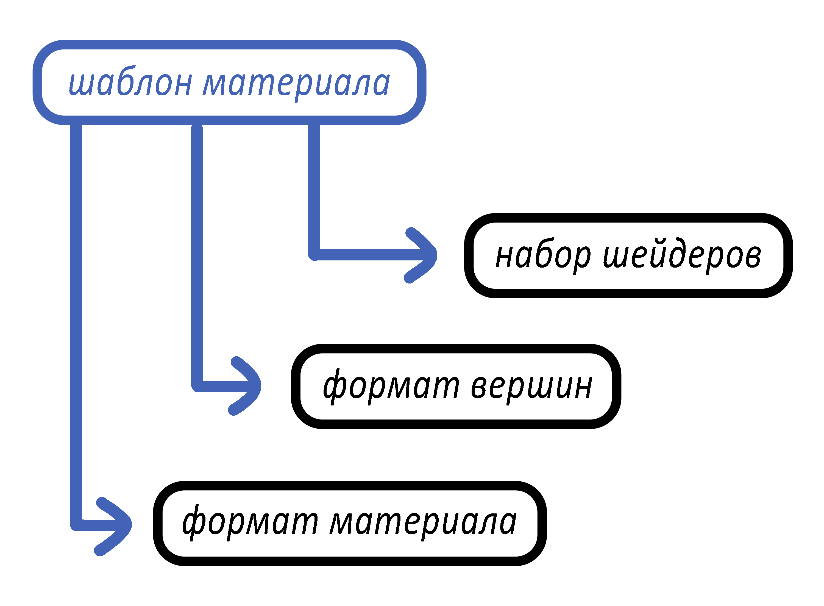 шаблон материала
набор шейдеров
формат вершин
формат материала